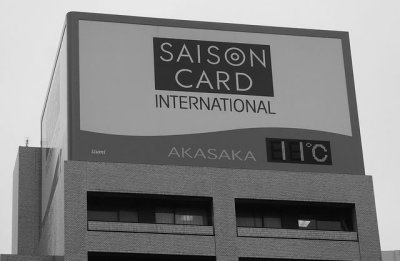 SAISON
CARD
INTERNATIONAL
AKASAKA 11°C